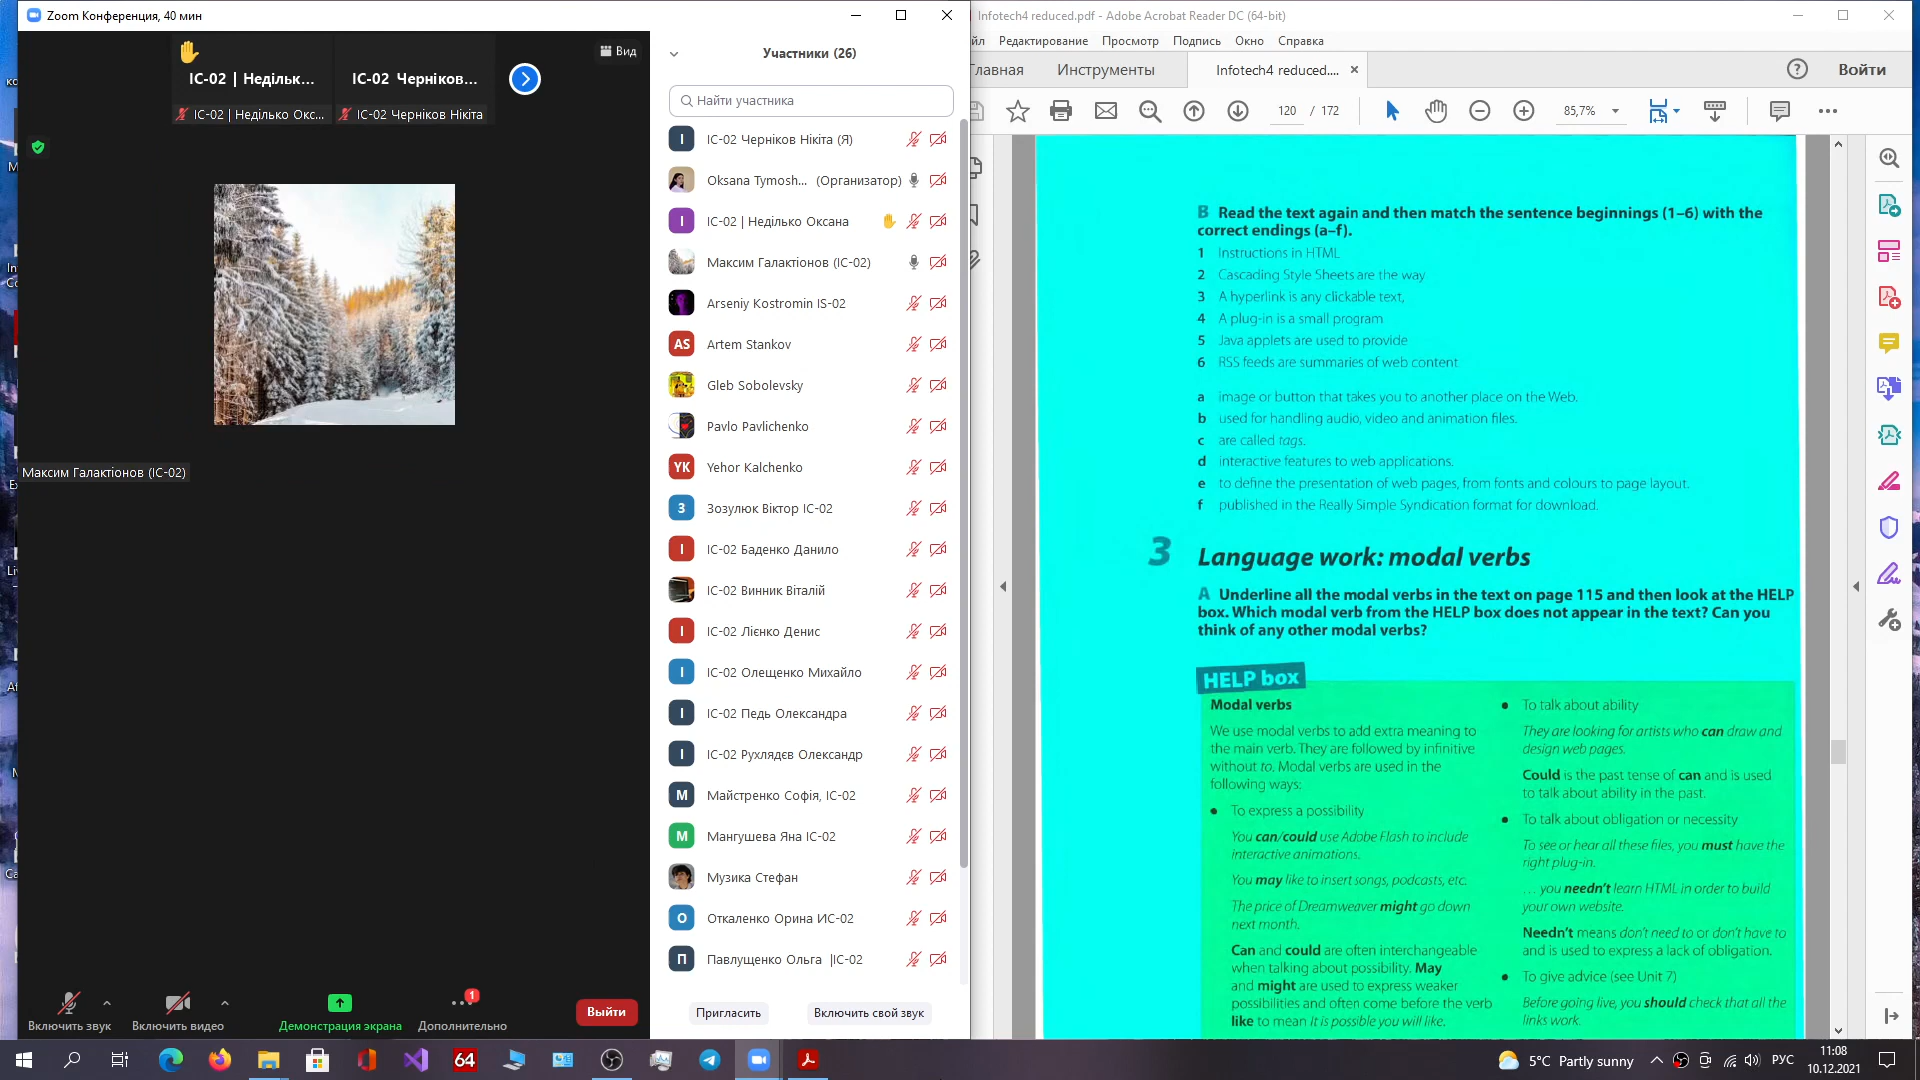 Zoom Конференция, 40 мин
Вид
ІС-02 | Недільк...
ІС-02 Черніков...
ІС-02 | Неділько Окс...
ІС-02 Черніков Нікіта
Максим Галактіонов (ІС-02)
Включить звук
Включить видео
Демонстрация экрана
1
Дополнительно
Выйти
Участники (26)
Найти участника
І
ІС-02 Черніков Нікіта (Я)
Oksana Tymosh... (Организатор)
І
ІС-02 | Неділько Оксана
Максим Галактіонов (ІС-02)
Arseniy Kostromin IS-02
AS
Artem Stankov
Gleb Sobolevsky
Pavlo Pavlichenko
YK
Yehor Kalchenko
З
Зозулюк Віктор ІС-02
І
ІС-02 Баденко Данило
ІС-02 Винник Віталій
І
ІС-02 Лієнко Денис
І
ІС-02 Олещенко Михайло
І
ІС-02 Педь Олександра
І
ІС-02 Рухлядєв Олександр
М
Майстренко Софія, ІС-02
М
Мангушева Яна ІС-02
Музика Стефан
О
Откаленко Орина ИС-02
П
Павлущенко Ольга |ІС-02
Пригласить
Включить свой звук
Infotech4 reduced.pdf - Adobe Acrobat Reader DC (64-bit)
Редактирование Просмотр Подпись Окно Справка
Инструменты
Infotech4 reduced....
Войти
120 / 172
85,7%
B Read the text again and then match the sentence beginnings (1–6) with the
correct endings (a–f).
1 Instructions in HTML
2 Cascading Style Sheets are the way
3 A hyperlink is any clickable text,
4 A plug-in is a small program
5 Java applets are used to provide
6 RSS feeds are summaries of web content
a image or button that takes you to another place on the Web.
b used for handling audio, video and animation files.
c are called tags.
d interactive features to web applications.
e to define the presentation of web pages, from fonts and colours to page layout.
f published in the Really Simple Syndication format for download.
3 Language work: modal verbs
A Underline all the modal verbs in the text on page 115 and then look at the HELP
box. Which modal verb from the HELP box does not appear in the text? Can you
think of any other modal verbs?
HELP box
Modal verbs
We use modal verbs to add extra meaning to
the main verb. They are followed by infinitive
without to. Modal verbs are used in the
following ways:
• To express a possibility
You can/could use Adobe Flash to include
interactive animations.
You may like to insert songs, podcasts, etc.
The price of Dreamweaver might go down
next month.
Can and could are often interchangeable
when talking about possibility. May
and might are used to express weaker
possibilities and often come before the verb
like to mean It is possible you will like.
• To talk about ability
They are looking for artists who can draw and
design web pages.
Could is the past tense of can and is used
to talk about ability in the past.
• To talk about obligation or necessity
To see or hear all these files, you must have the
right plug-in.
... you needn't learn HTML in order to build
your own website.
Needn't means don't need to or don't have to
and is used to express a lack of obligation.
• To give advice (see Unit 7)
Before going live, you should check that all the
links work.
64
5°C Partly sunny
РУС
11:08
10.12.2021